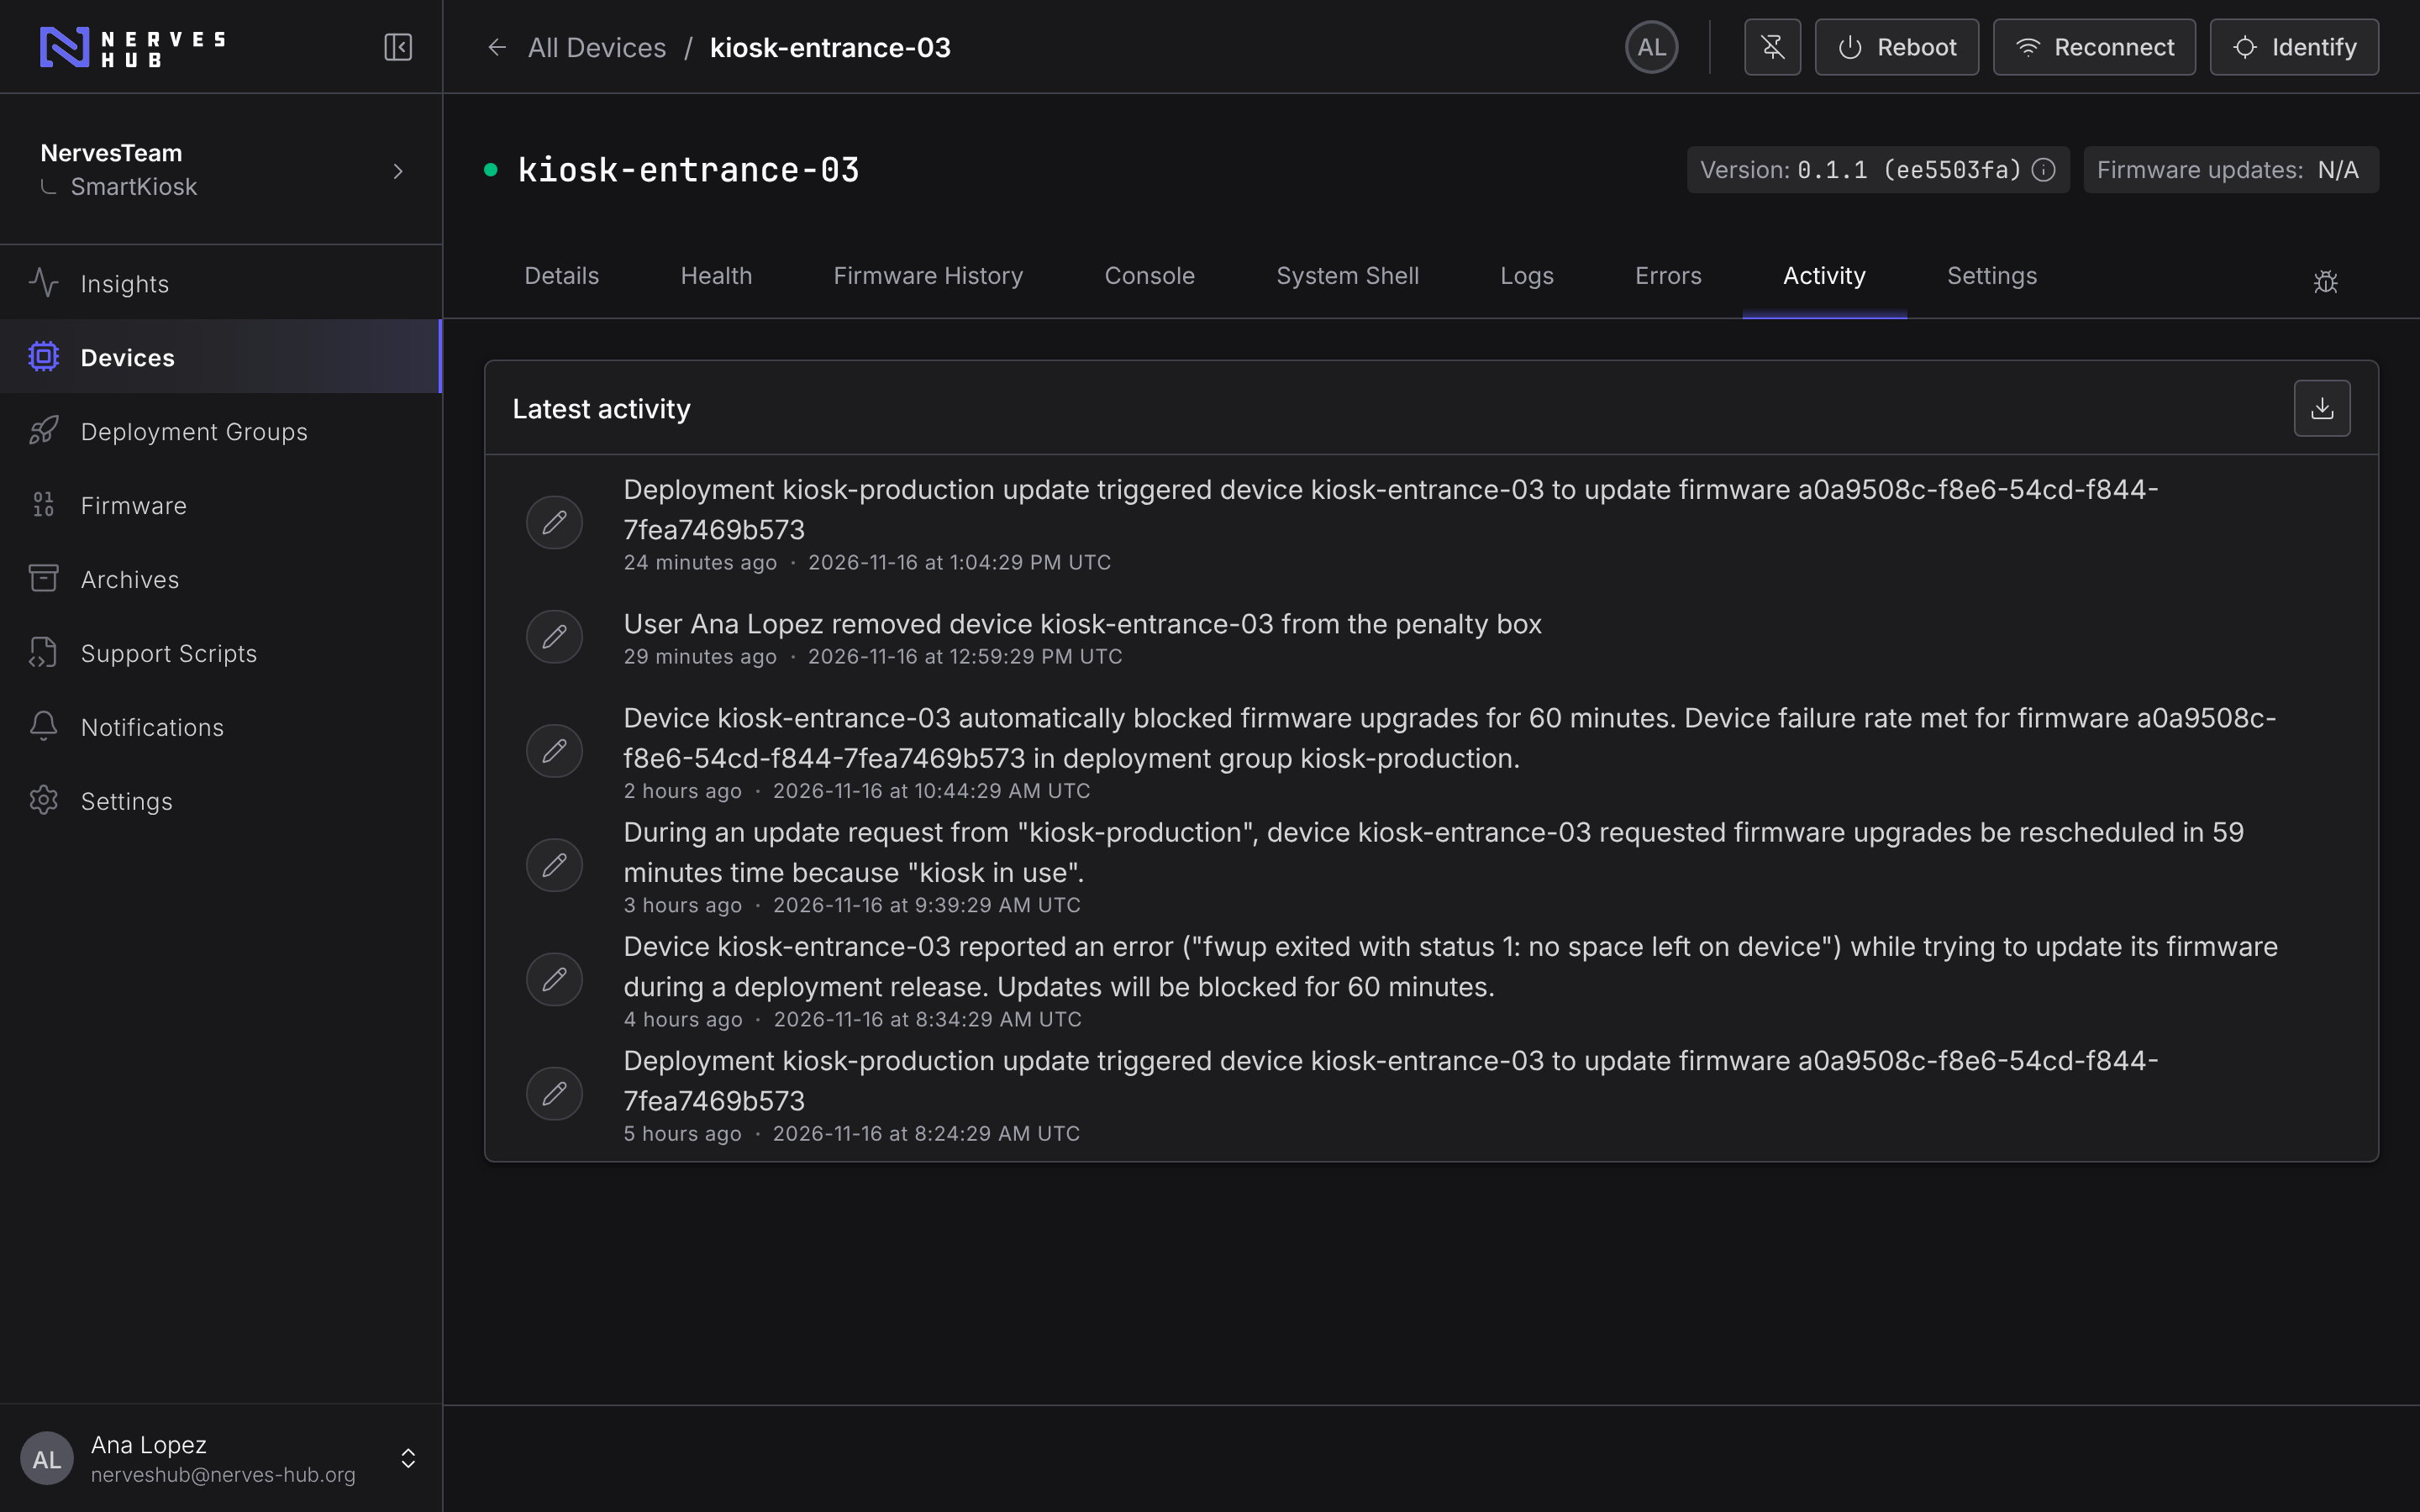 NERVES
HUB
All Devices / kiosk-entrance-03
AL
Reboot
Reconnect
Identify
NervesTeam
SmartKiosk
kiosk-entrance-03
Version: 0.1.1 (ee5503fa)
Firmware updates: N/A
Insights
Devices
Deployment Groups
Firmware
Archives
Support Scripts
Notifications
Settings
Details
Health
Firmware History
Console
System Shell
Logs
Errors
Activity
Settings
Latest activity
Deployment kiosk-production update triggered device kiosk-entrance-03 to update firmware a0a9508c-f8e6-54cd-f844-
7fea7469b573
24 minutes ago · 2026-11-16 at 1:04:29 PM UTC
User Ana Lopez removed device kiosk-entrance-03 from the penalty box
29 minutes ago · 2026-11-16 at 12:59:29 PM UTC
Device kiosk-entrance-03 automatically blocked firmware upgrades for 60 minutes. Device failure rate met for firmware a0a9508c-
f8e6-54cd-f844-7fea7469b573 in deployment group kiosk-production.
2 hours ago · 2026-11-16 at 10:44:29 AM UTC
During an update request from "kiosk-production", device kiosk-entrance-03 requested firmware upgrades be rescheduled in 59
minutes time because "kiosk in use".
3 hours ago · 2026-11-16 at 9:39:29 AM UTC
Device kiosk-entrance-03 reported an error ("fwup exited with status 1: no space left on device") while trying to update its firmware
during a deployment release. Updates will be blocked for 60 minutes.
4 hours ago · 2026-11-16 at 8:34:29 AM UTC
Deployment kiosk-production update triggered device kiosk-entrance-03 to update firmware a0a9508c-f8e6-54cd-f844-
7fea7469b573
5 hours ago · 2026-11-16 at 8:24:29 AM UTC
AL
Ana Lopez
nerveshub@nerves-hub.org